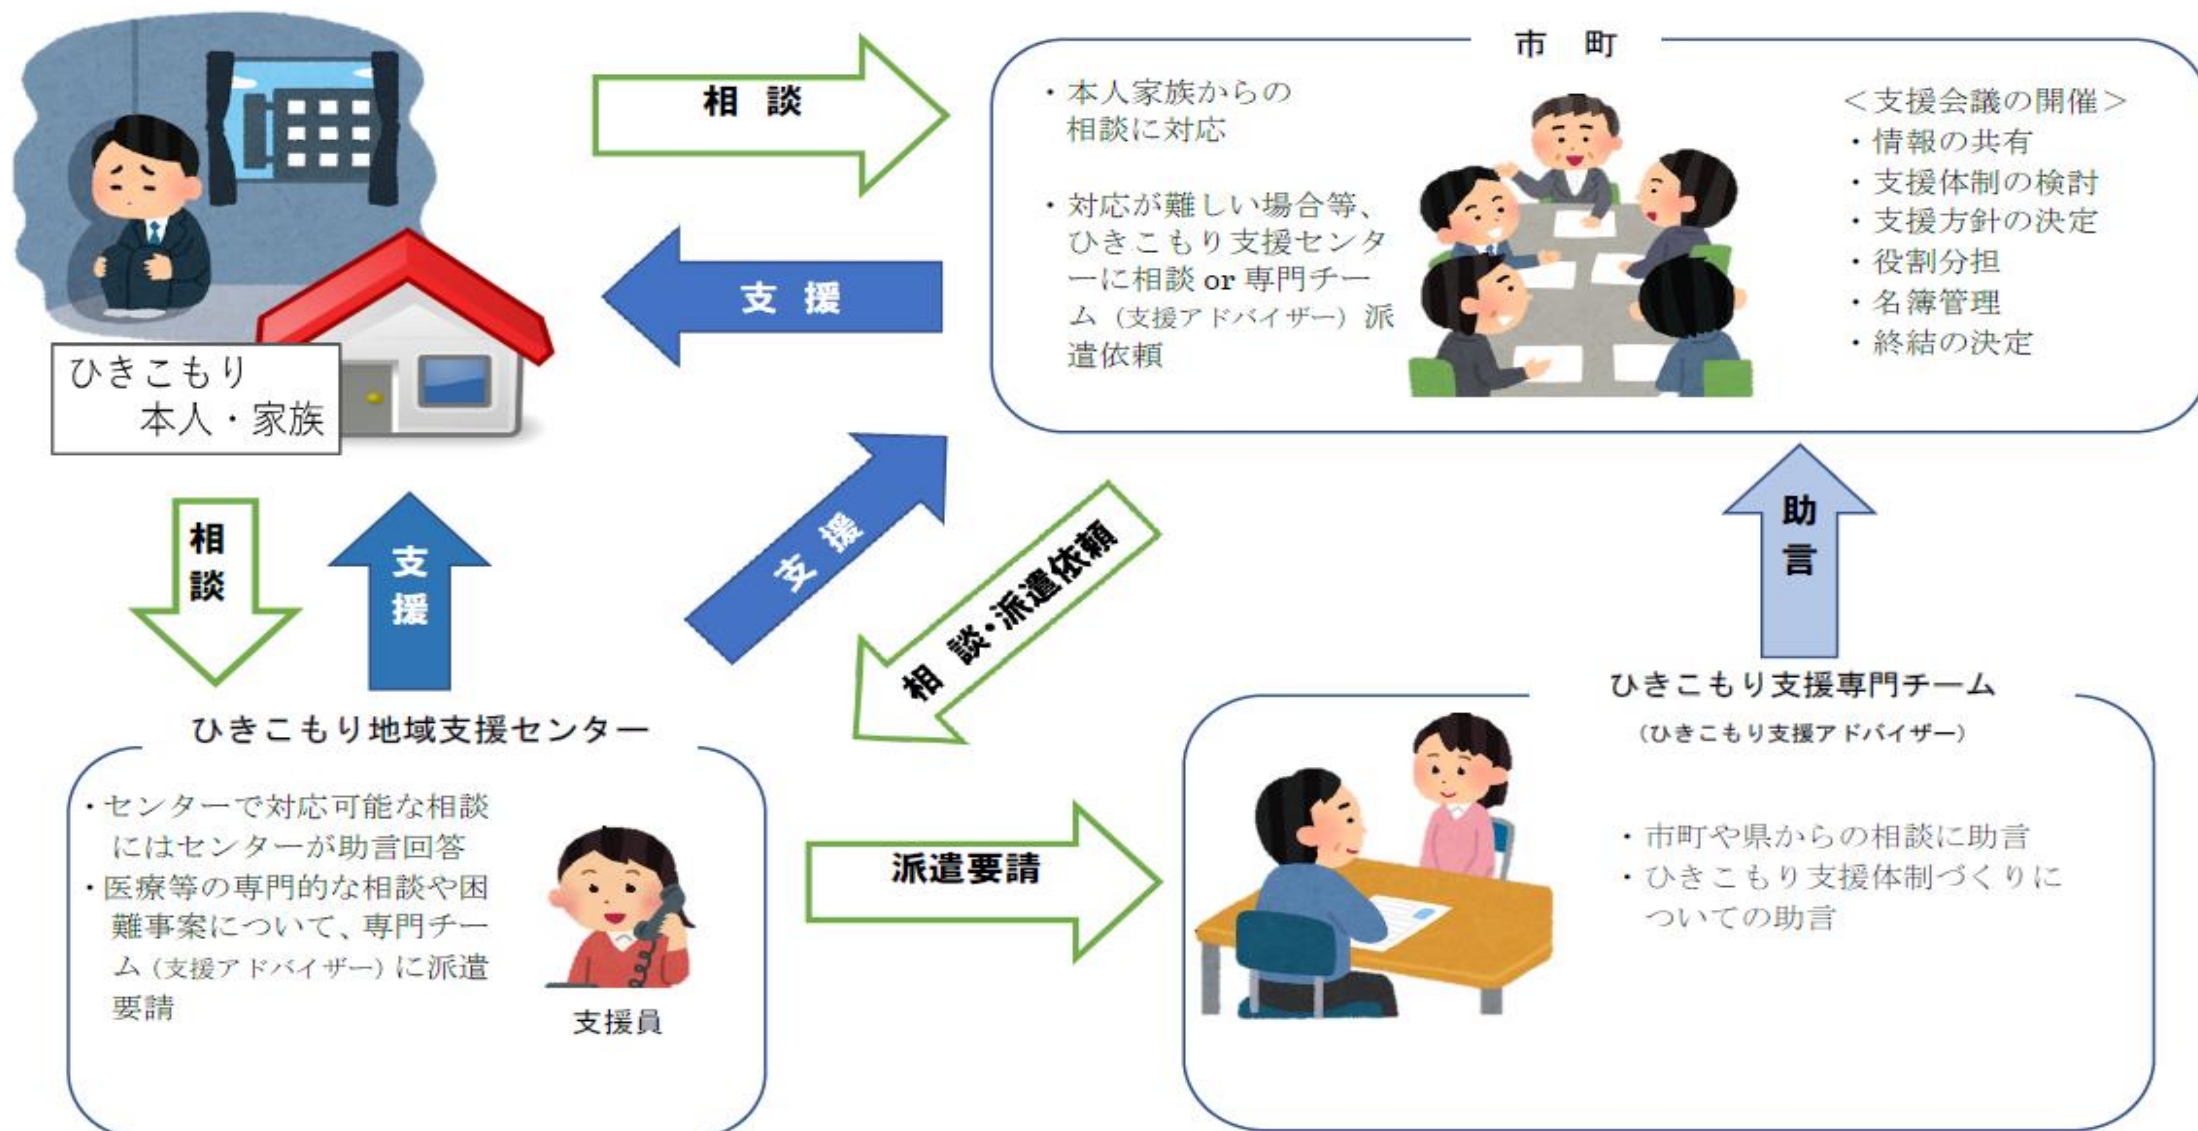 市 町
相 談
・本人家族からの
相談に対応
・対応が難しい場合等、
ひきこもり支援センタ
ーに相談 or 専門チー
ム（支援アドバイザー）派
遣依頼
＜支援会議の開催＞
・情報の共有
・支援体制の検討
・支援方針の決定
・役割分担
・名簿管理
・終結の決定
支 援
ひきこもり
本人・家族
相談
支援
支 援
相 談・派遣依頼
助言
ひきこもり地域支援センター
・センターで対応可能な相談
にはセンターが助言回答
・医療等の専門的な相談や困
難事案について、専門チー
ム（支援アドバイザー）に派遣
要請
支援員
派遣要請
ひきこもり支援専門チーム
（ひきこもり支援アドバイザー）
・市町や県からの相談に助言
・ひきこもり支援体制づくりに
ついての助言